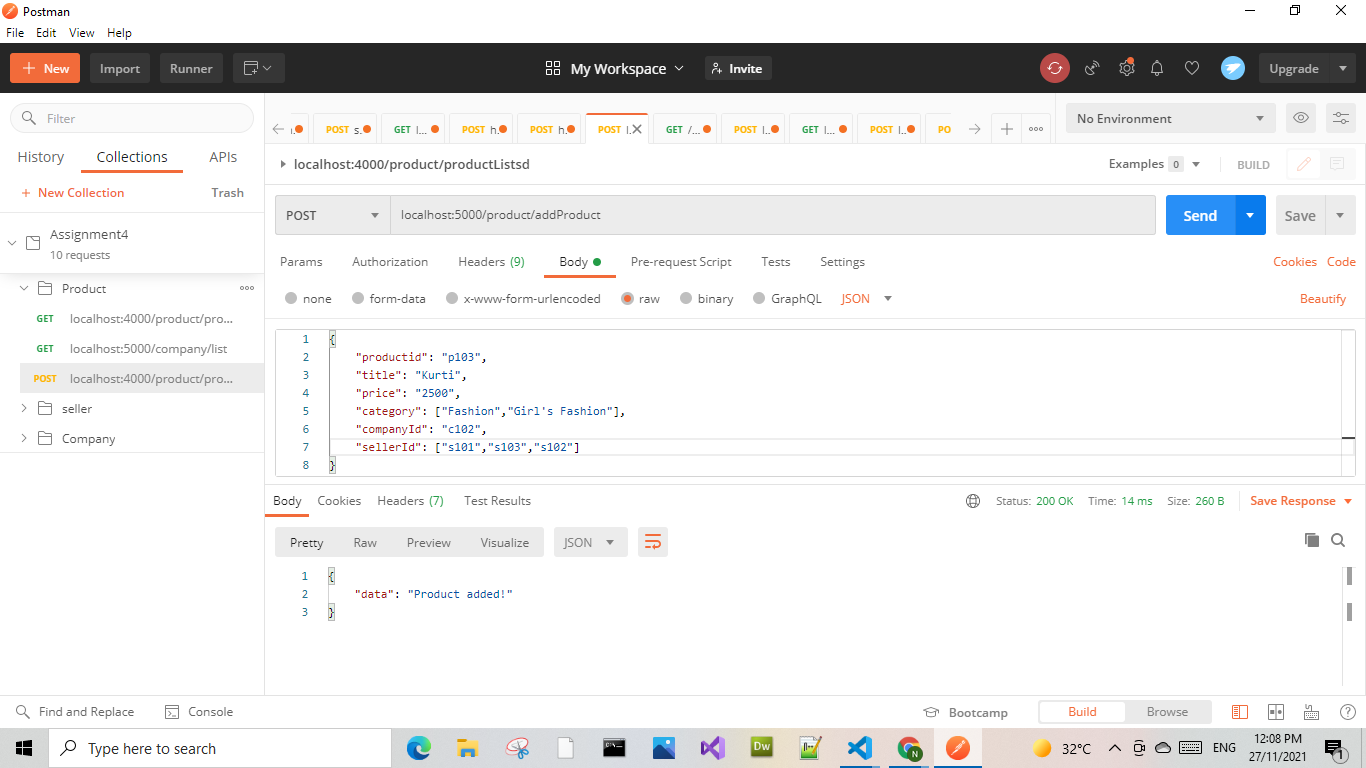 Postman
File Edit View Help
+ New Import Runner My Workspace Invite Upgrade
Filter
POST s. GET l... POST h. POST h. POST l. GET /... POST l.. GET l... POST l.. PO
No Environment
History Collections APIs
localhost:4000/product/productListsd Examples 0 BUILD
+ New Collection Trash
POST localhost:5000/product/addProduct Send Save
Assignment4
10 requests
Params Authorization Headers (9) Body Pre-request Script Tests Settings Cookies Code
Product
none form-data x-www-form-urlencoded raw binary GraphQL JSON Beautify
GET localhost:4000/product/pro...
GET localhost:5000/company/list
POST localhost:4000/product/pro...
seller
Company
1 {
2 "productid": "p103",
3 "title": "Kurti",
4 "price": "2500",
5 "category": ["Fashion","Girl's Fashion"],
6 "companyId": "c102",
7 "sellerId": ["s101","s103","s102"]
8 }
Body Cookies Headers (7) Test Results Status: 200 OK Time: 14 ms Size: 260 B Save Response
Pretty Raw Preview Visualize JSON
1 {
2 "data": "Product added!"
3 }
Find and Replace Console Bootcamp Build Browse
Type here to search
Dw
N
32°C ENG
12:08 PM
27/11/2021
1